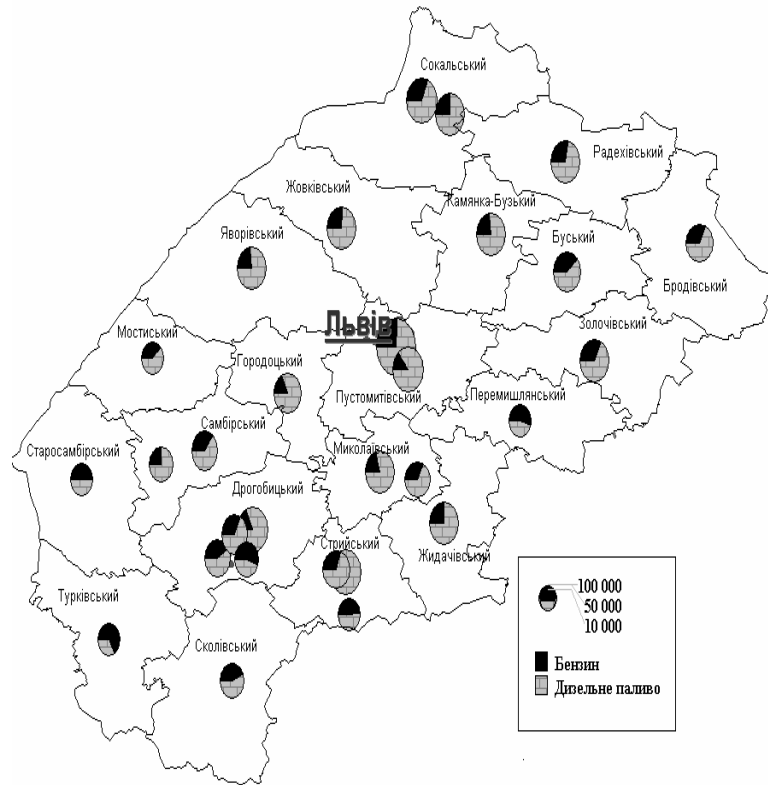 Сокальський
Радехівський
Жовківський
Камянка-Бузький
Яворівський
Буський
Бродівський
Львів
Мостиський
Золочівський
Городоцький
Пустомитівський
Перемишлянський
Самбірський
Старосамбірський
Миколаївський
Дрогобицький
Стрийський
Жидачівський
Турківський
Сколівський
100 000
50 000
10 000
Бензин
Дизельне паливо